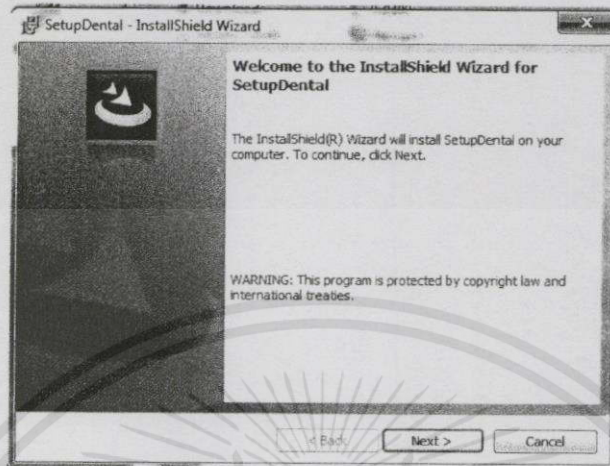 SetupDental - InstallShield Wizard
Welcome to the InstallShield Wizard for
SetupDental
The InstallShield(R) Wizard will install SetupDental on your
computer. To continue, click Next.
WARNING: This program is protected by copyright law and
international treaties.
< Back
Next >
Cancel